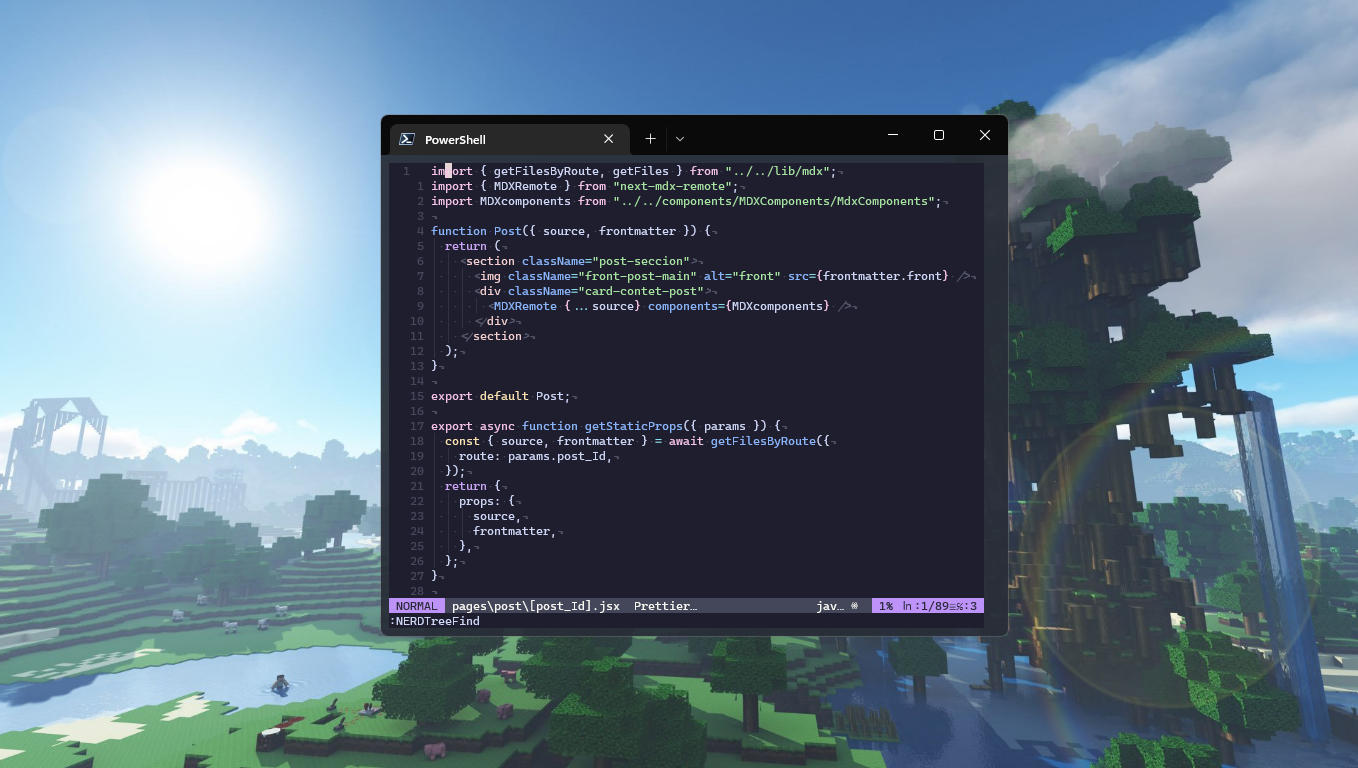 PowerShell
1 import { getFilesByRoute, getFiles } from "../../lib/mdx";
1 import { MDXRemote } from "next-mdx-remote";
2 import MDXcomponents from "../../components/MDXComponents/MdxComponents";
3
4 function Post({ source, frontmatter }) {
5 return (
6 <section className="post-seccion">
7 <img className="front-post-main" alt="front" src={frontmatter.front} />
8 <div className="card-contet-post">
9 <MDXRemote {...source} components={MDXcomponents} />
10 </div>
11 </section>
12 );
13 }
14
15 export default Post;
16
17 export async function getStaticProps({ params }) {
18 const { source, frontmatter } = await getFilesByRoute({
19 route: params.post_Id,
20 });
21 return {
22 props: {
23 source,
24 frontmatter,
25 },
26 };
27 }
28
NORMAL pages\post\[post_Id].jsx Prettier… jav… 1% ln:1/89≡%:3
:NERDTreeFind